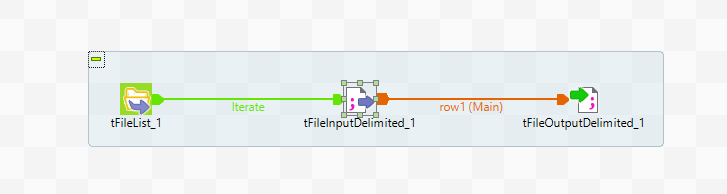 Iterate
row1 (Main)
tFileList_1
tFileInputDelimited_1
tFileOutputDelimited_1